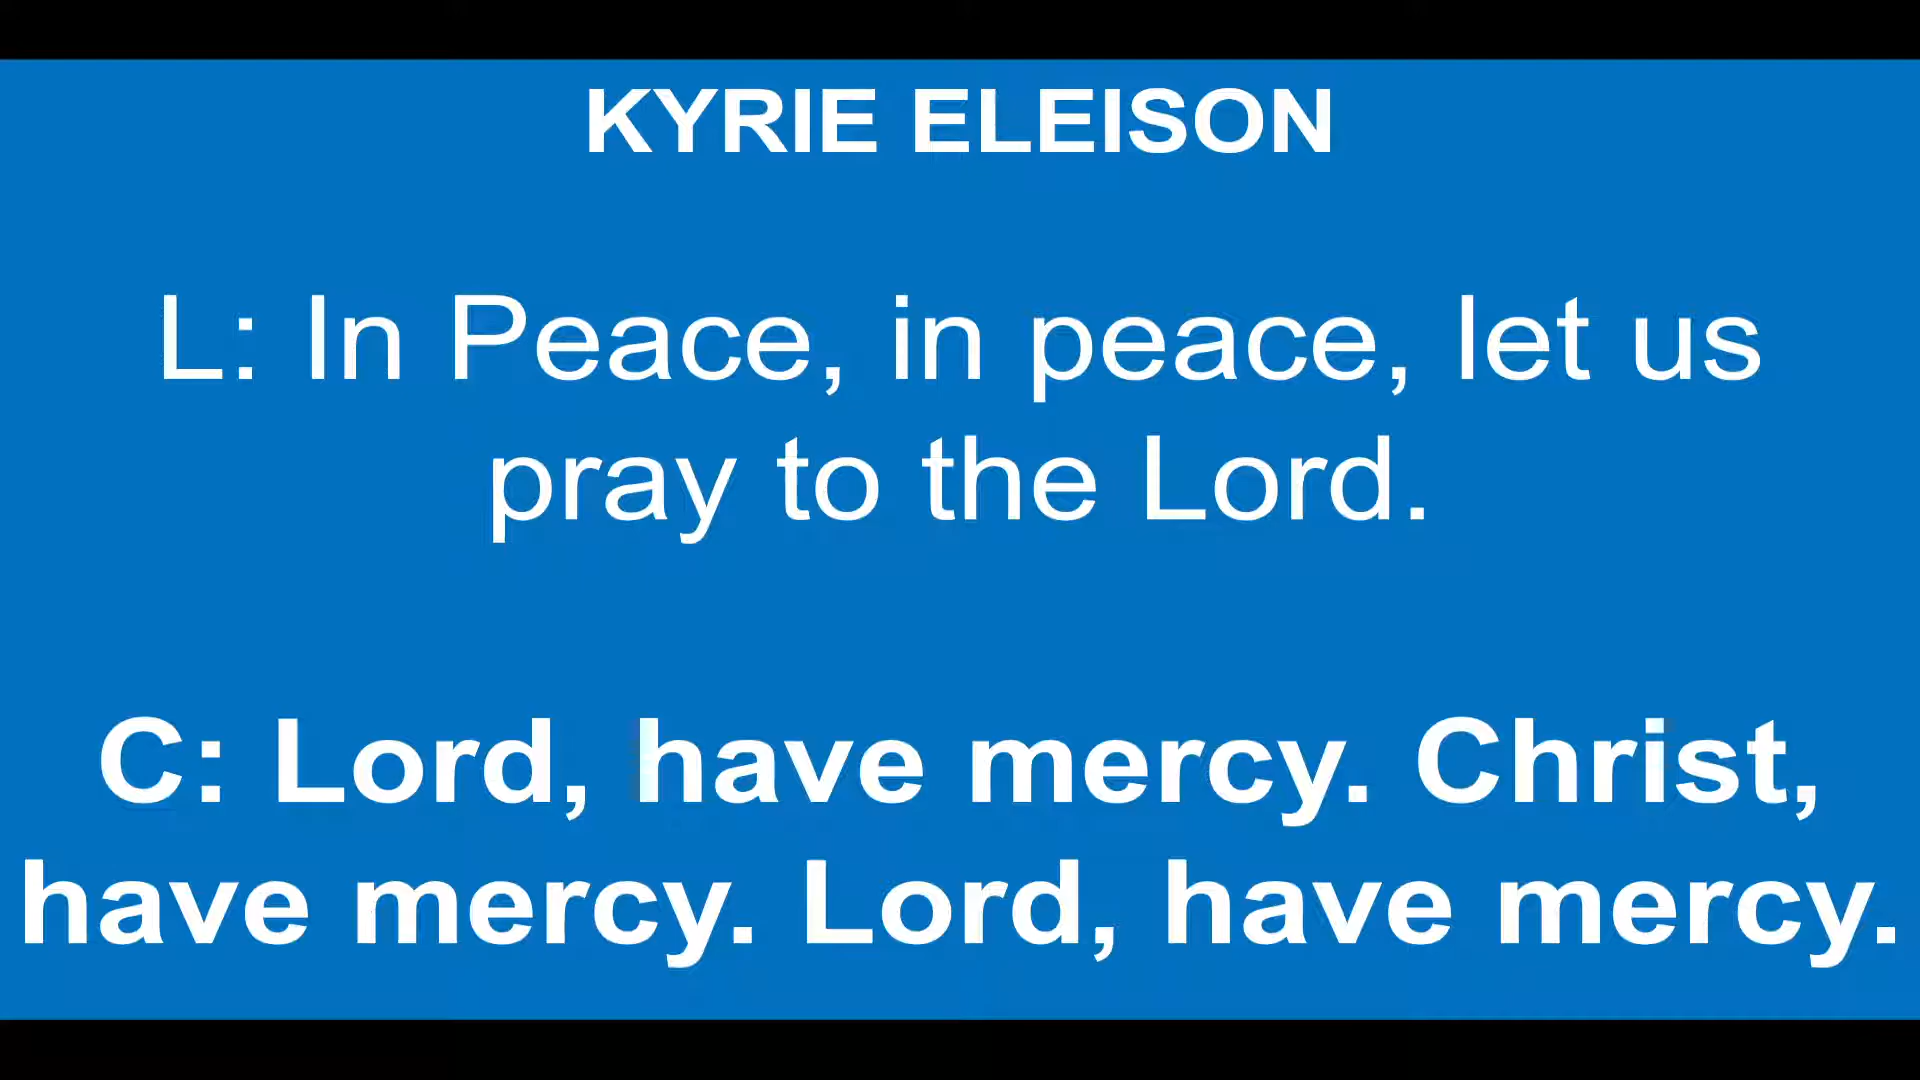 KYRIE ELEISON
L: In Peace, in peace, let us
pray to the Lord.
C: Lord, have mercy. Christ,
have mercy. Lord, have mercy.